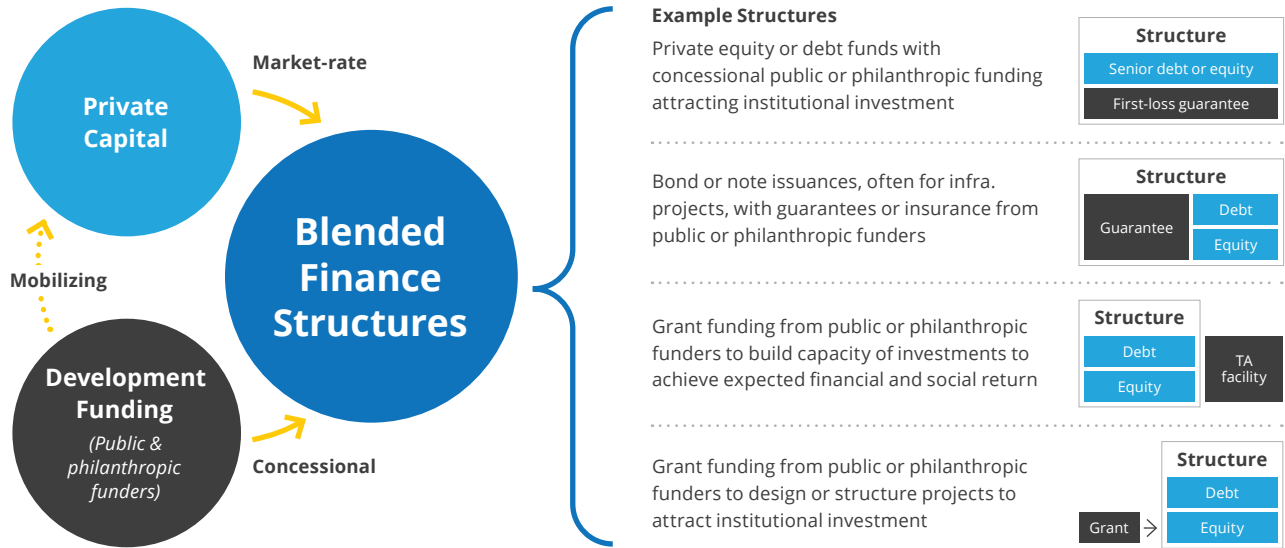 Private
Capital
Market-rate
Mobilizing
Development
Funding
(Public &
philanthropic
funders)
Concessional
Blended
Finance
Structures
Example Structures
Private equity or debt funds with
concessional public or philanthropic funding
attracting institutional investment
Structure
Senior debt or equity
First-loss guarantee
Bond or note issuances, often for infra.
projects, with guarantees or insurance from
public or philanthropic funders
Structure
Guarantee
Debt
Equity
Grant funding from public or philanthropic
funders to build capacity of investments to
achieve expected financial and social return
Structure
Debt
Equity
TA
facility
Grant funding from public or philanthropic
funders to design or structure projects to
attract institutional investment
Grant
Structure
Debt
Equity